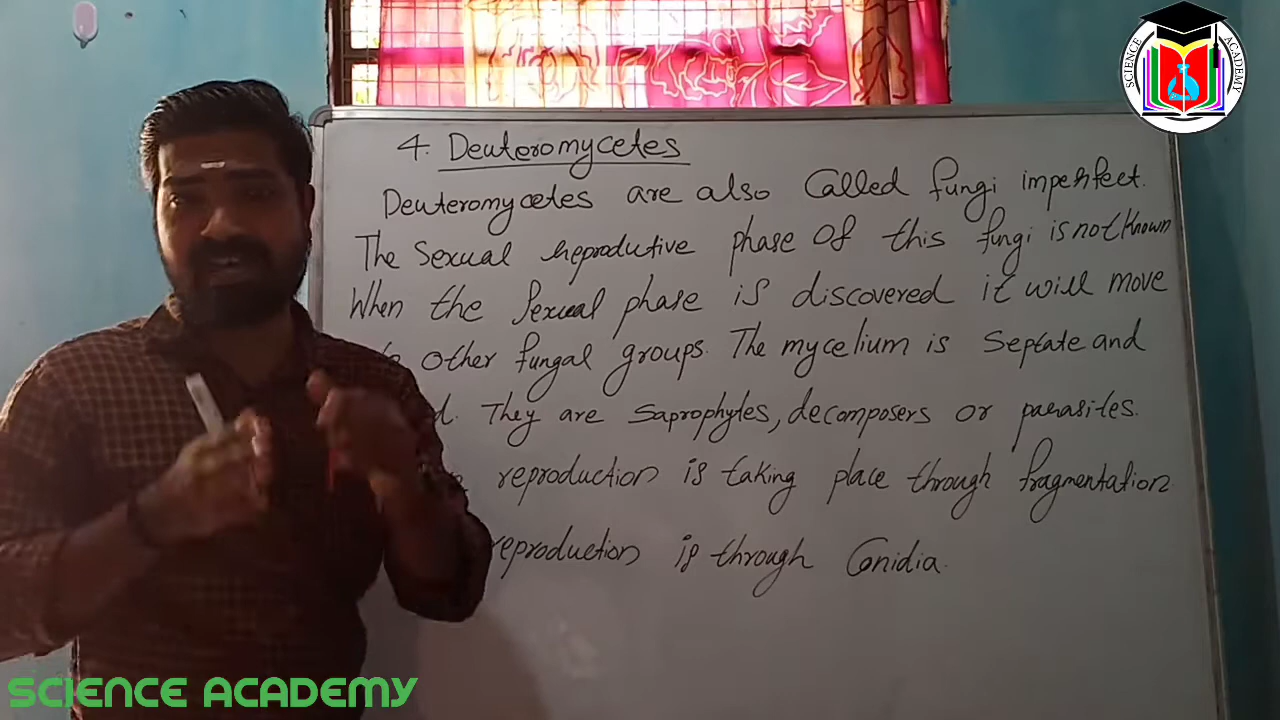 SCIENCE ACADEMY
4. Deuteromycetes
Deuteromycetes are also Called fungi imperfect.
The Sexual reproductive phase of this fungi is not known
When the Sexual phase is discovered it will move
other fungal groups. The mycelium is Septate and
They are Saprophytes, decomposers or parasites.
reproduction is taking place through fragmentation
reproduction is through Conidia.
SCIENCE ACADEMY